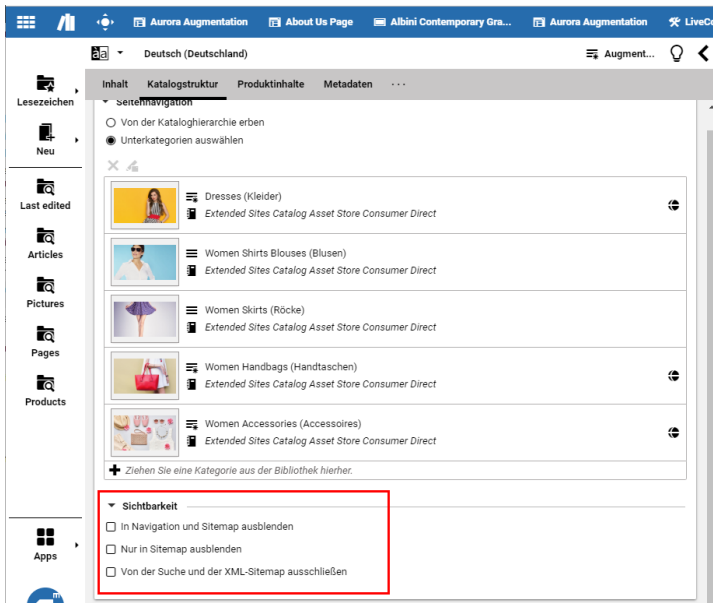 Aurora Augmentation
About Us Page
Albini Contemporary Gra...
Aurora Augmentation
LiveCo
Deutsch (Deutschland)
Augment...
Inhalt
Katalogstruktur
Produktinhalte
Metadaten
...
Lesezeichen
Neu
Last edited
Articles
Pictures
Pages
Products
Apps
Seitennavigation
Von der Kataloghierarchie erben
Unterkategorien auswählen
Dresses (Kleider)
Extended Sites Catalog Asset Store Consumer Direct
Women Shirts Blouses (Blusen)
Extended Sites Catalog Asset Store Consumer Direct
Women Skirts (Röcke)
Extended Sites Catalog Asset Store Consumer Direct
Women Handbags (Handtaschen)
Extended Sites Catalog Asset Store Consumer Direct
Women Accessories (Accessoires)
Extended Sites Catalog Asset Store Consumer Direct
Ziehen Sie eine Kategorie aus der Bibliothek hierher.
Sichtbarkeit
In Navigation und Sitemap ausblenden
Nur in Sitemap ausblenden
Von der Suche und der XML-Sitemap ausschließen